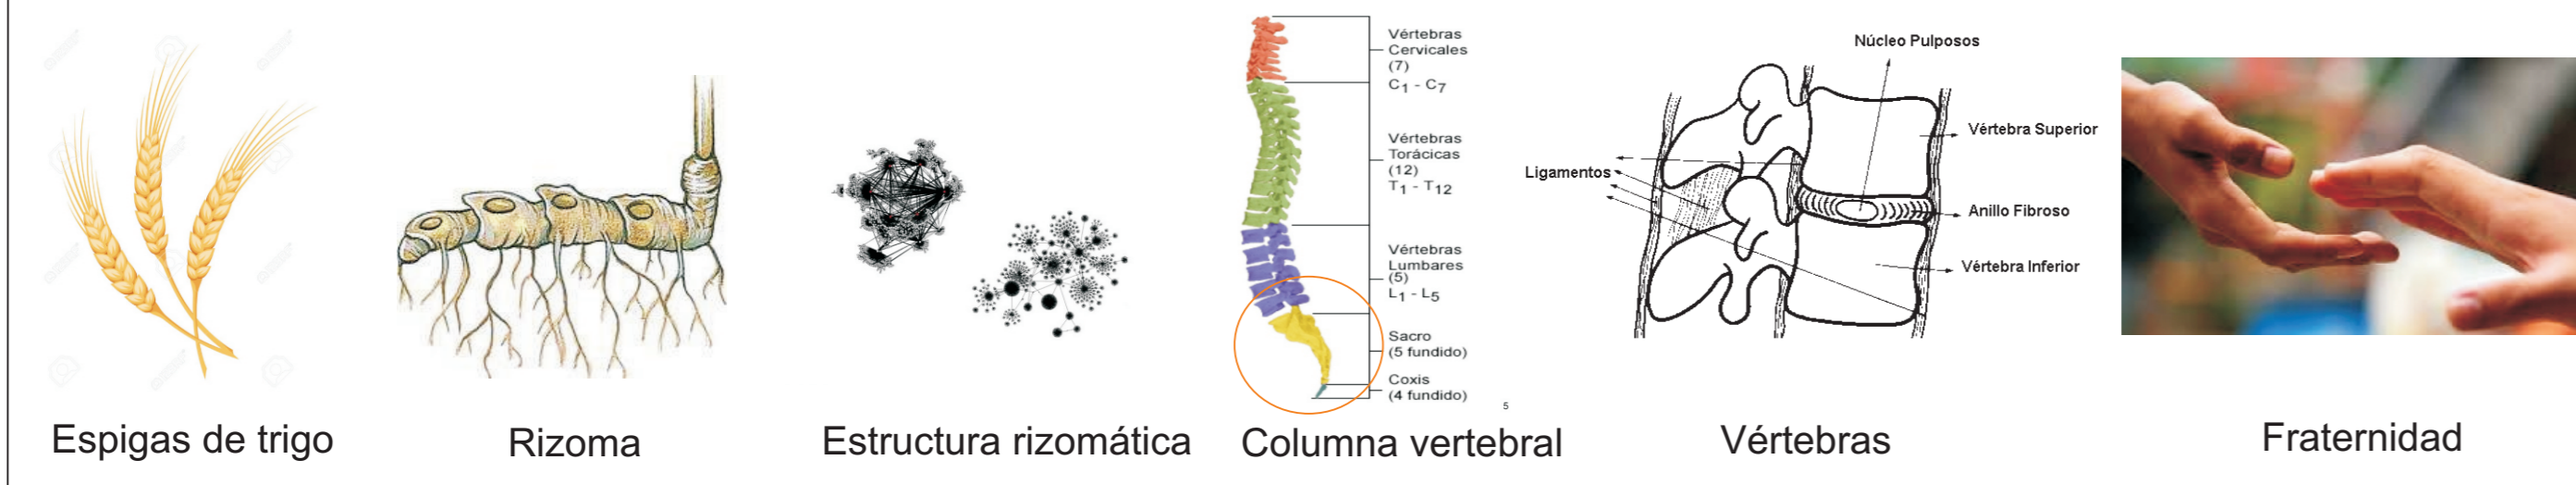 Vértebras
Cervicales
(7)
C1 - C7
Vértebras
Torácicas
(12)
T1 - T12
Vértebras
Lumbares
(5)
L1 - L5
Sacro
(5 fundido)
Coxis
(4 fundido)
5
Núcleo Pulposos
Vértebra Superior
Ligamentos
Anillo Fibroso
Vértebra Inferior
Espigas de trigo
Rizoma
Estructura rizomática
Columna vertebral
Vértebras
Fraternidad